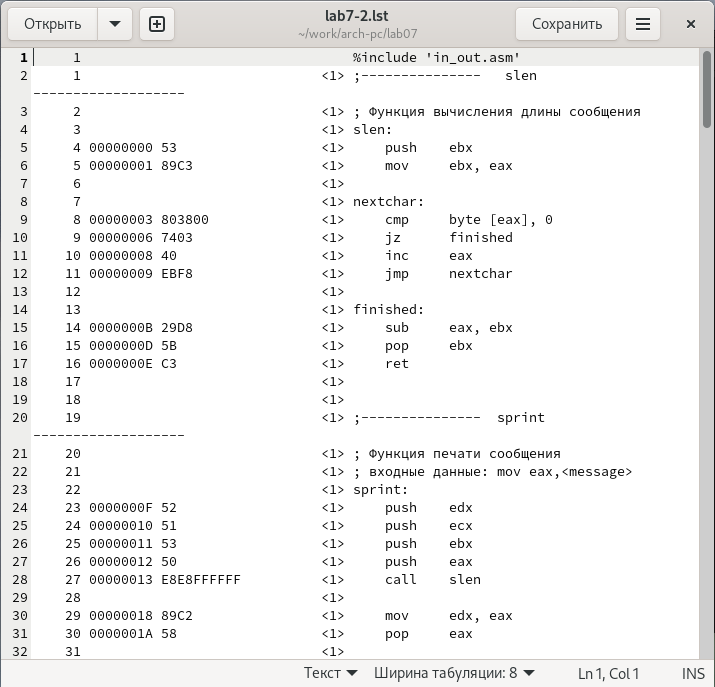 Открыть
lab7-2.lst
~/work/arch-pc/lab07
Сохранить
1 1 %include 'in_out.asm'
2 1 <1> ;--------------- slen
-------------------
3 2 <1> ; Функция вычисления длины сообщения
4 3 <1> slen:
5 4 00000000 53 <1> push ebx
6 5 00000001 89C3 <1> mov ebx, eax
7 6 <1>
8 7 <1> nextchar:
9 8 00000003 803800 <1> cmp byte [eax], 0
10 9 00000006 7403 <1> jz finished
11 10 00000008 40 <1> inc eax
12 11 00000009 EBF8 <1> jmp nextchar
13 12 <1>
14 13 <1> finished:
15 14 0000000B 29D8 <1> sub eax, ebx
16 15 0000000D 5B <1> pop ebx
17 16 0000000E C3 <1> ret
18 17 <1>
19 18 <1>
20 19 <1> ;--------------- sprint
-------------------
21 20 <1> ; Функция печати сообщения
22 21 <1> ; входные данные: mov eax,<message>
23 22 <1> sprint:
24 23 0000000F 52 <1> push edx
25 24 00000010 51 <1> push ecx
26 25 00000011 53 <1> push ebx
27 26 00000012 50 <1> push eax
28 27 00000013 E8E8FFFFFF <1> call slen
29 28 <1>
30 29 00000018 89C2 <1> mov edx, eax
31 30 0000001A 58 <1> pop eax
32 31 <1>
Текст Ширина табуляции: 8 Ln 1, Col 1 INS